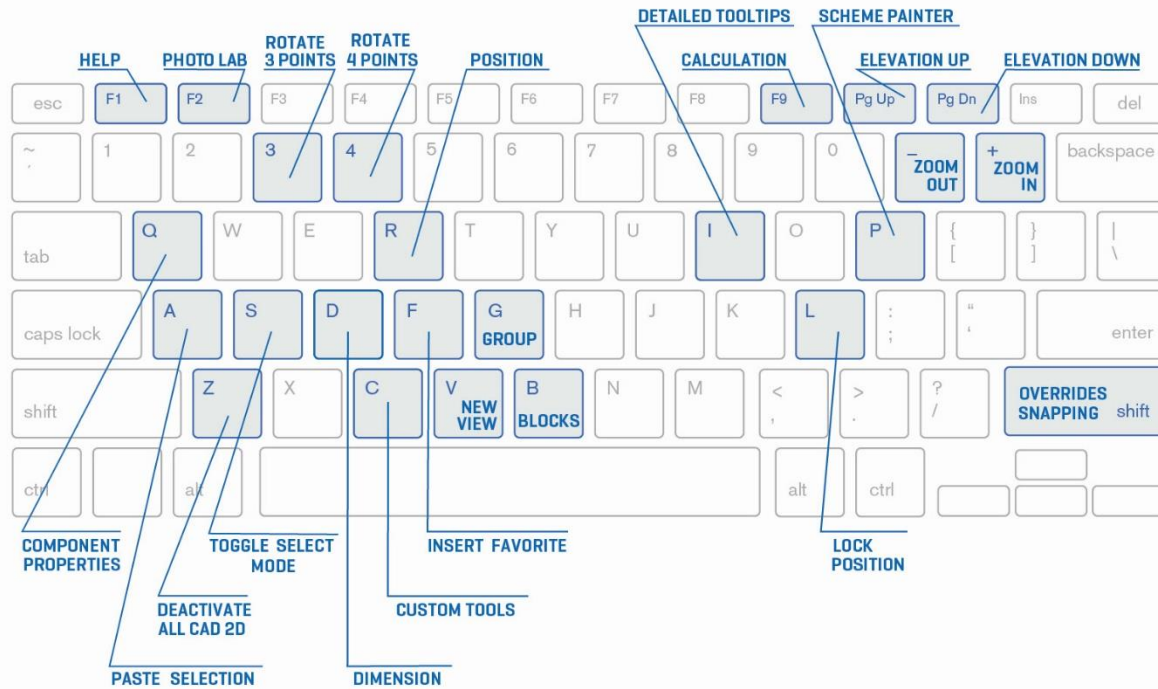 DETAILED TOOLTIPS SCHEME PAINTER
HELP PHOTO LAB ROTATE 3 POINTS ROTATE 4 POINTS POSITION CALCULATION ELEVATION UP ELEVATION DOWN
esc F1 F2 F3 F4 F5 F6 F7 F8 F9 Pg Up Pg Dn Ins del
~ ´ 1 2 3 4 5 6 7 8 9 0 – ZOOM OUT + ZOOM IN backspace
tab Q W E R T Y U I O P { [ } ] | \
caps lock A S D F G GROUP H J K L : ; “ ‘ enter
shift Z X C V NEW VIEW B BLOCKS N M < , > . ? / OVERRIDES SNAPPING shift
ctrl alt alt ctrl
COMPONENT PROPERTIES TOGGLE SELECT MODE INSERT FAVORITE LOCK POSITION
DEACTIVATE ALL CAD 2D CUSTOM TOOLS
PASTE SELECTION DIMENSION